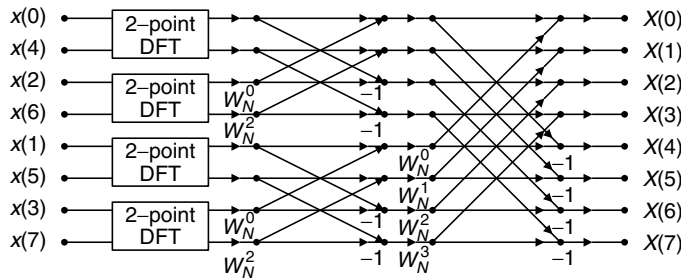 x(0) 2–point DFT X(0)
x(4) X(1)
x(2) 2–point DFT W_N^0 –1 X(2)
x(6) W_N^2 –1 X(3)
x(1) 2–point DFT W_N^0 –1 X(4)
x(5) W_N^1 –1 X(5)
x(3) 2–point DFT W_N^0 –1 W_N^2 –1 X(6)
x(7) W_N^2 –1 W_N^3 –1 X(7)